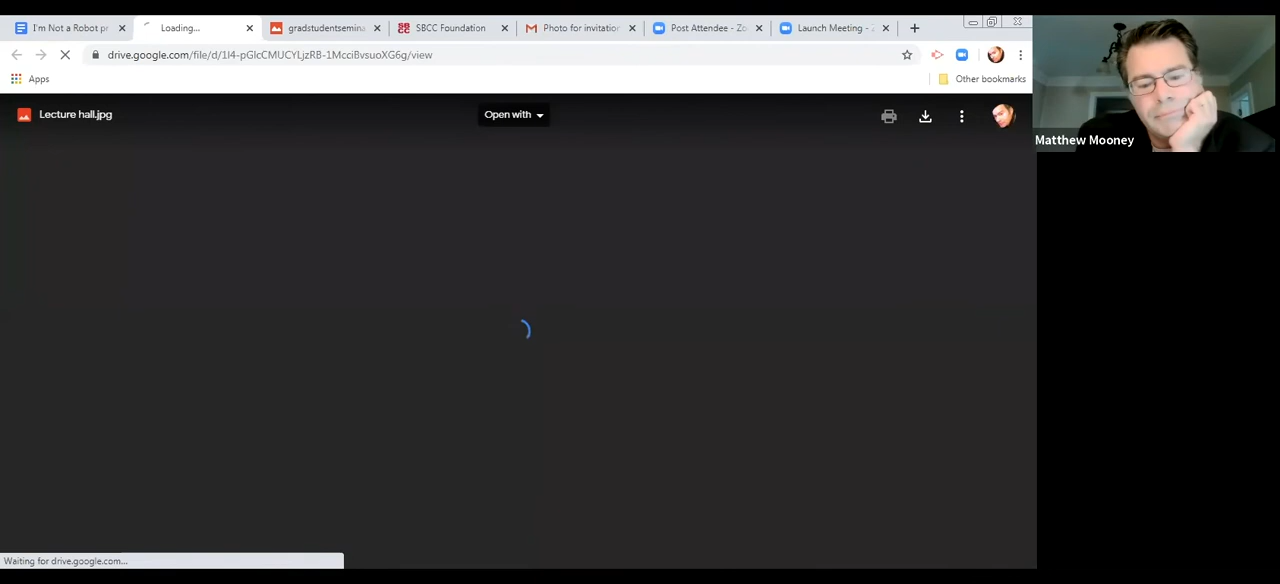 I'm Not a Robot pr
Loading...
gradstudentsemina
SBCC Foundation
Photo for invitation
Post Attendee - Zo
Launch Meeting - Z
drive.google.com/file/d/1I4-pGlcCMUCYLjzRB-1McciBvsuoXG6g/view
Apps
Other bookmarks
Lecture hall.jpg
Open with
Matthew Mooney
Waiting for drive.google.com...